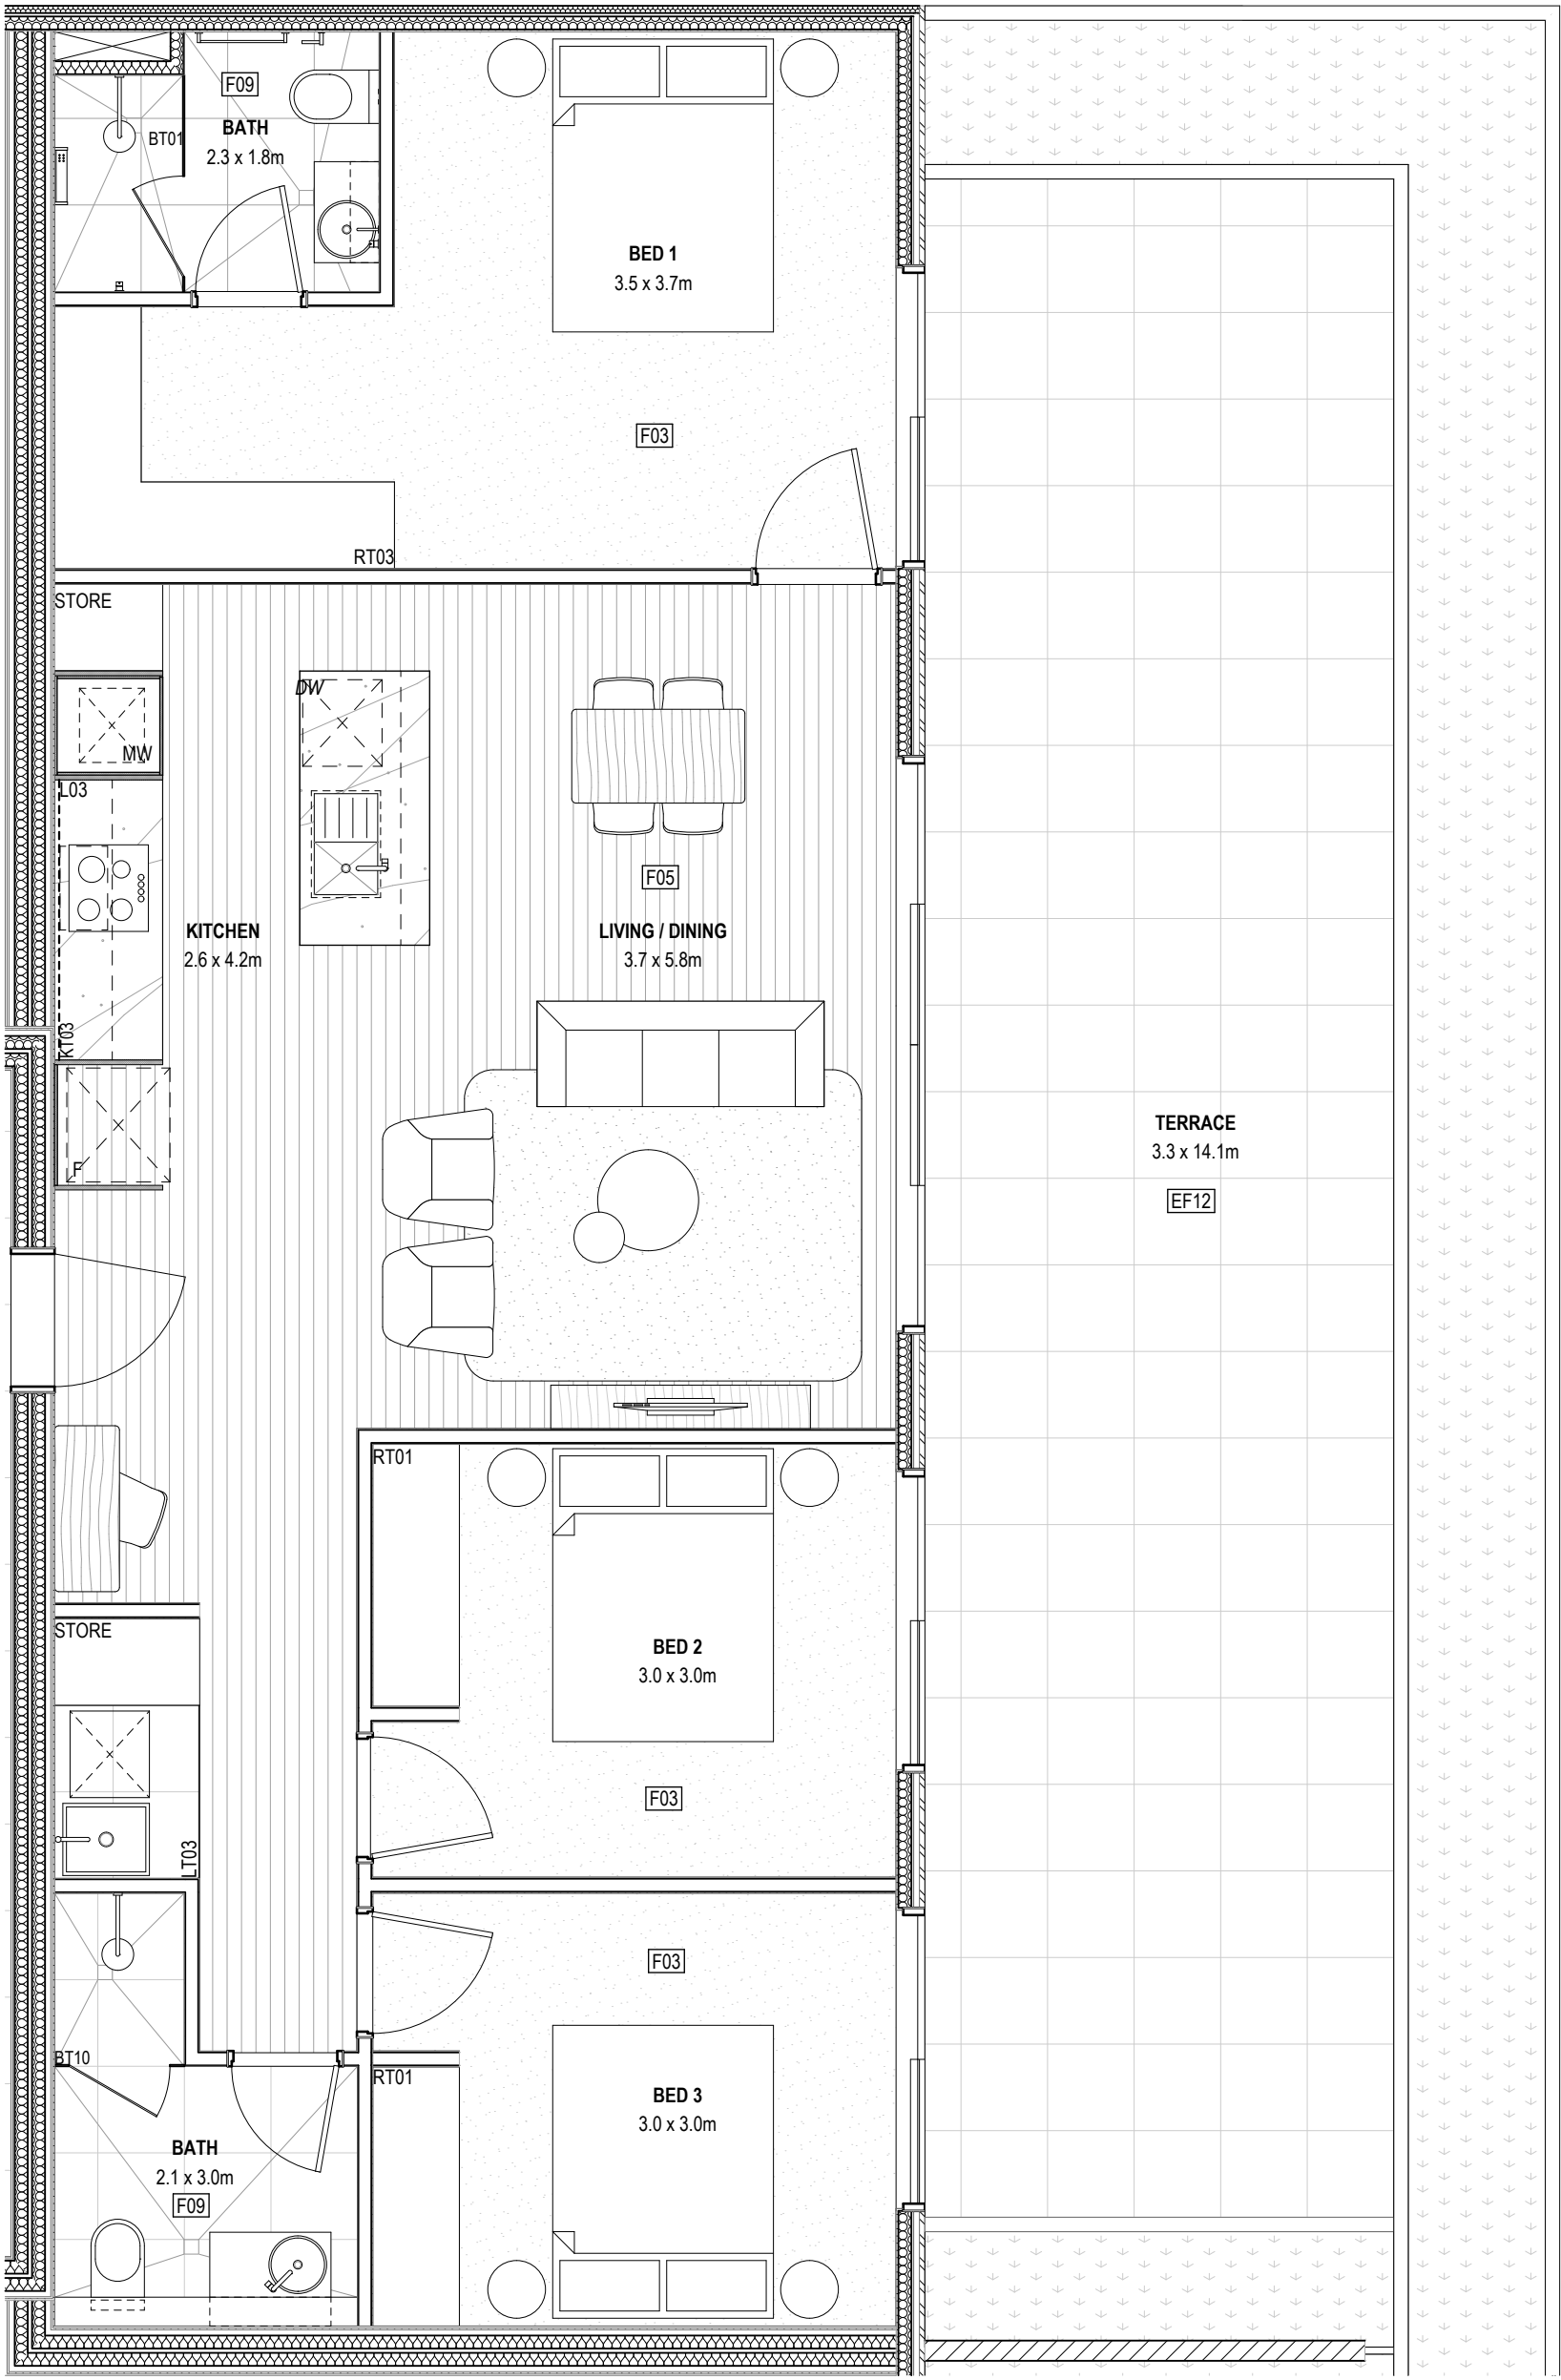 F09
BATH
2.3 x 1.8m
BT01
BED 1
3.5 x 3.7m
F03
RT03
STORE
DW
MW
L03
F05
KITCHEN
2.6 x 4.2m
LIVING / DINING
3.7 x 5.8m
KT03
F
TERRACE
3.3 x 14.1m
EF12
RT01
STORE
BED 2
3.0 x 3.0m
F03
LT03
F03
BT10
RT01
BED 3
3.0 x 3.0m
BATH
2.1 x 3.0m
F09